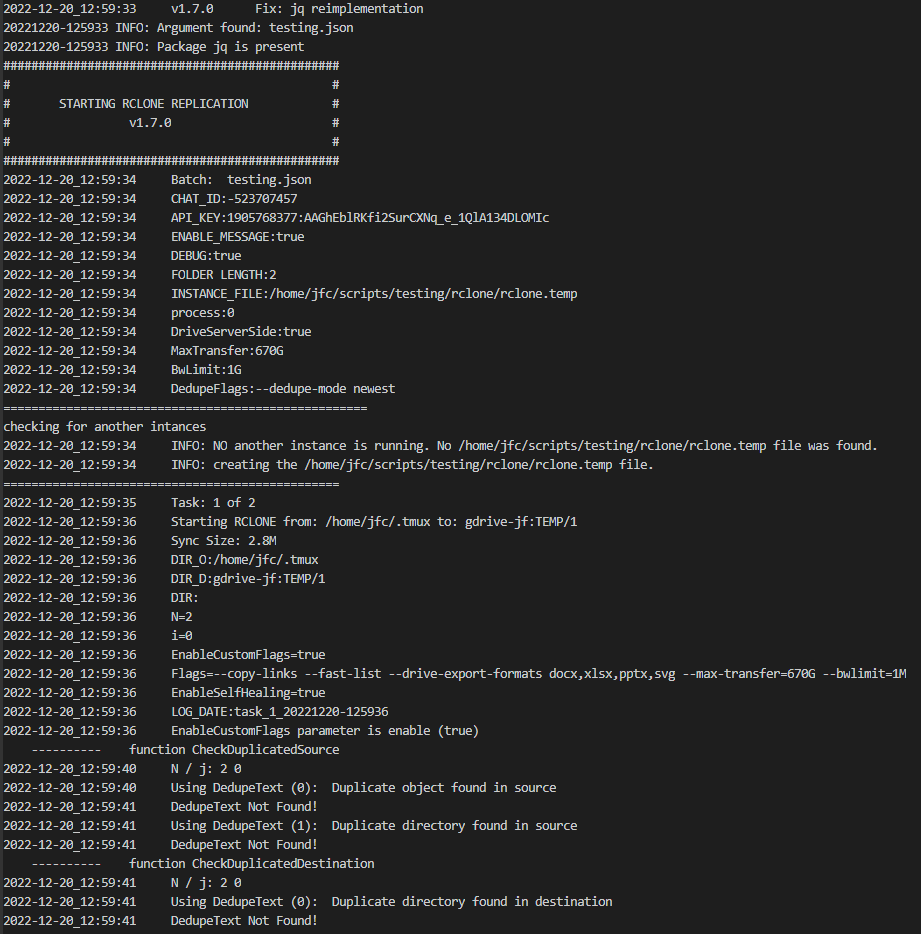 2022-12-20_12:59:33     v1.7.0      Fix: jq reimplementation
20221220-125933 INFO: Argument found: testing.json
20221220-125933 INFO: Package jq is present
################################################
#                                              #
#       STARTING RCLONE REPLICATION            #
#                 v1.7.0                       #
#                                              #
################################################
2022-12-20_12:59:34     Batch:  testing.json
2022-12-20_12:59:34     CHAT_ID:-523707457
2022-12-20_12:59:34     API_KEY:1905768377:AAGhEblRKfi2SurCXNq_e_1QlA134DLOMIc
2022-12-20_12:59:34     ENABLE_MESSAGE:true
2022-12-20_12:59:34     DEBUG:true
2022-12-20_12:59:34     FOLDER LENGTH:2
2022-12-20_12:59:34     INSTANCE_FILE:/home/jfc/scripts/testing/rclone/rclone.temp
2022-12-20_12:59:34     process:0
2022-12-20_12:59:34     DriveServerSide:true
2022-12-20_12:59:34     MaxTransfer:670G
2022-12-20_12:59:34     BwLimit:1G
2022-12-20_12:59:34     DedupeFlags:--dedupe-mode newest
====================================================
checking for another intances
2022-12-20_12:59:34     INFO: NO another instance is running. No /home/jfc/scripts/testing/rclone/rclone.temp file was found.
2022-12-20_12:59:34     INFO: creating the /home/jfc/scripts/testing/rclone/rclone.temp file.
================================================
2022-12-20_12:59:35     Task: 1 of 2
2022-12-20_12:59:36     Starting RCLONE from: /home/jfc/.tmux to: gdrive-jf:TEMP/1
2022-12-20_12:59:36     Sync Size: 2.8M
2022-12-20_12:59:36     DIR_O:/home/jfc/.tmux
2022-12-20_12:59:36     DIR_D:gdrive-jf:TEMP/1
2022-12-20_12:59:36     DIR:
2022-12-20_12:59:36     N=2
2022-12-20_12:59:36     i=0
2022-12-20_12:59:36     EnableCustomFlags=true
2022-12-20_12:59:36     Flags=--copy-links --fast-list --drive-export-formats docx,xlsx,pptx,svg --max-transfer=670G --bwlimit=1M
2022-12-20_12:59:36     EnableSelfHealing=true
2022-12-20_12:59:36     LOG_DATE:task_1_20221220-125936
2022-12-20_12:59:36     EnableCustomFlags parameter is enable (true)
    ----------    function CheckDuplicatedSource
2022-12-20_12:59:40     N / j: 2 0
2022-12-20_12:59:40     Using DedupeText (0):  Duplicate object found in source
2022-12-20_12:59:41     DedupeText Not Found!
2022-12-20_12:59:41     Using DedupeText (1):  Duplicate directory found in source
2022-12-20_12:59:41     DedupeText Not Found!
    ----------    function CheckDuplicatedDestination
2022-12-20_12:59:41     N / j: 2 0
2022-12-20_12:59:41     Using DedupeText (0):  Duplicate directory found in destination
2022-12-20_12:59:41     DedupeText Not Found!